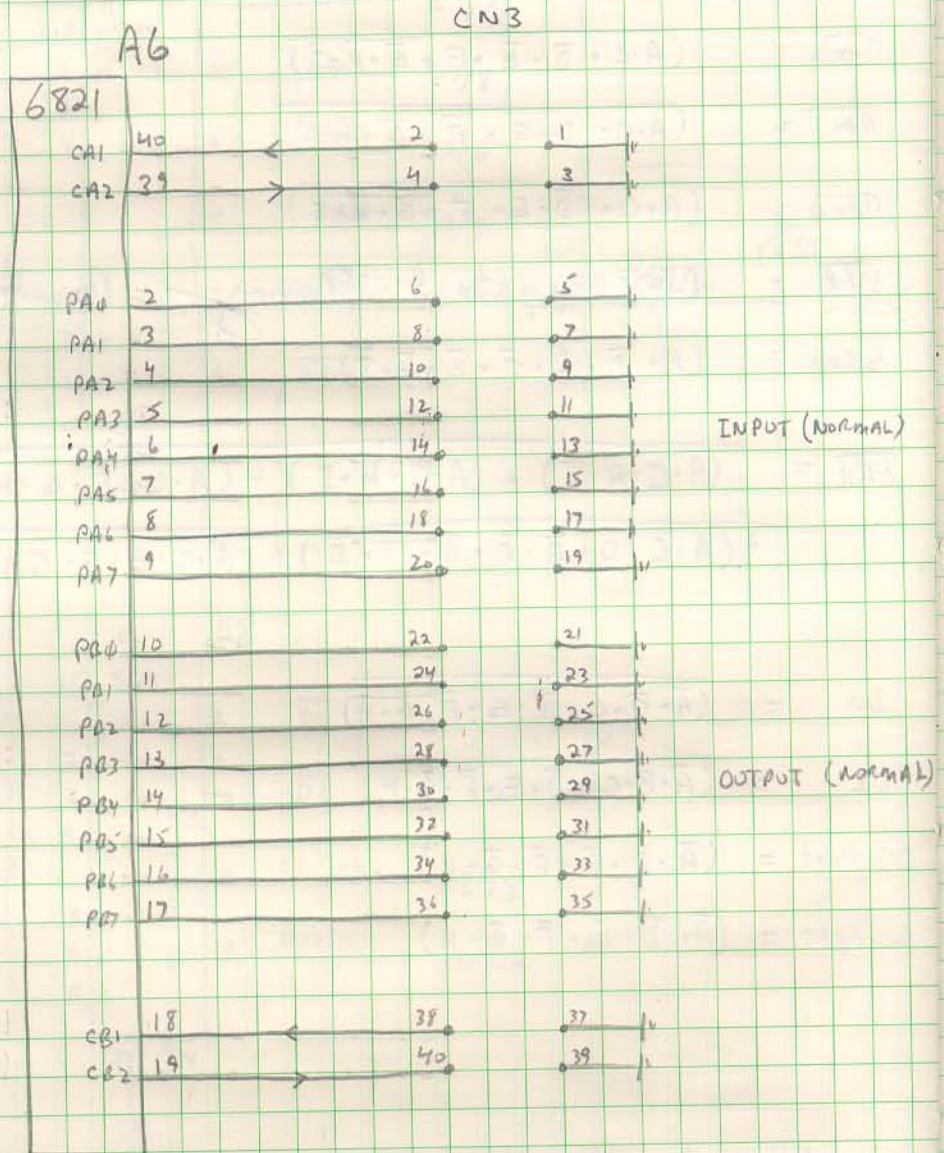 CN3
A6
6821
CA1 40 2 1
CA2 39 4 3
PAφ 2 6 5
PA1 3 8 7
PA2 4 10 9
PA3 5 12 11
INPUT (NORMAL)
PA4 6 14 13
PA5 7 16 15
PA6 8 18 17
PA7 9 20 19
PBφ 10 22 21
PB1 11 24 23
PB2 12 26 25
PB3 13 28 27
OUTPUT (NORMAL)
PB4 14 30 29
PB5 15 32 31
PB6 16 34 33
PB7 17 36 35
CB1 18 38 37
CB2 19 40 39